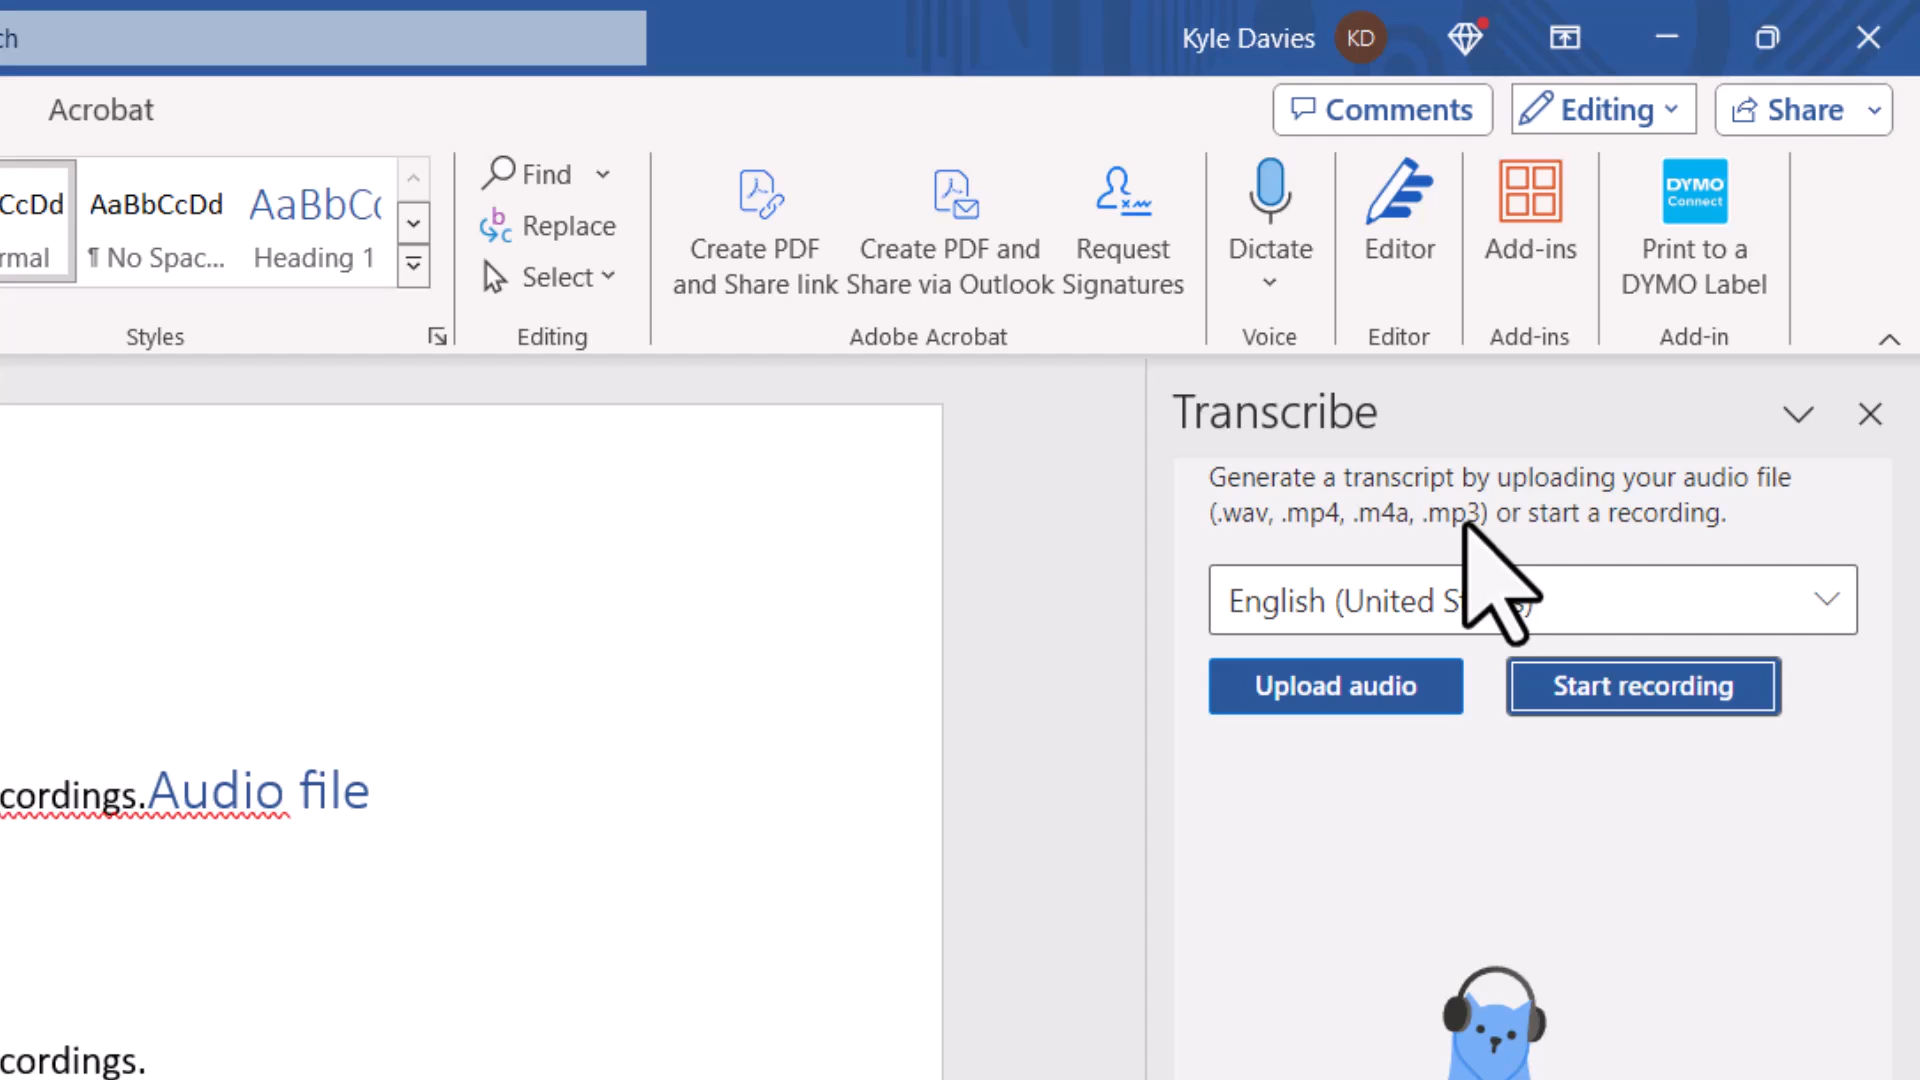 ch
Kyle Davies KD
Acrobat
Comments Editing Share
CcDd AaBbCcDd AaBbC
rmal ¶ No Spac... Heading 1
Styles
Find
Replace
Select
Editing
Create PDF and Share link
Create PDF and Share via Outlook
Request Signatures
Adobe Acrobat
Dictate
Voice
Editor
Editor
Add-ins
Add-ins
DYMO
Connect
Print to a
DYMO Label
Add-in
Transcribe
Generate a transcript by uploading your audio file
(.wav, .mp4, .m4a, .mp3) or start a recording.
English (United S s)
Upload audio Start recording
cordings.Audio file
cordings.